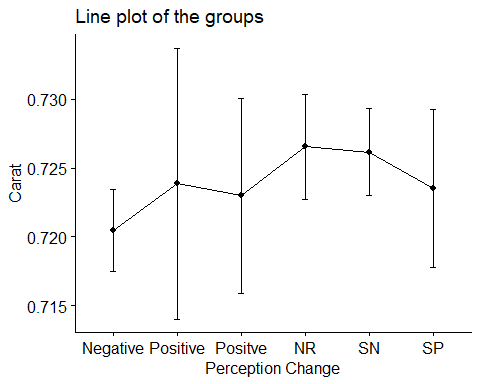 Line plot of the groups
0.730
0.725
0.720
0.715
Carat
Negative Positive Positve NR SN SP
Perception Change